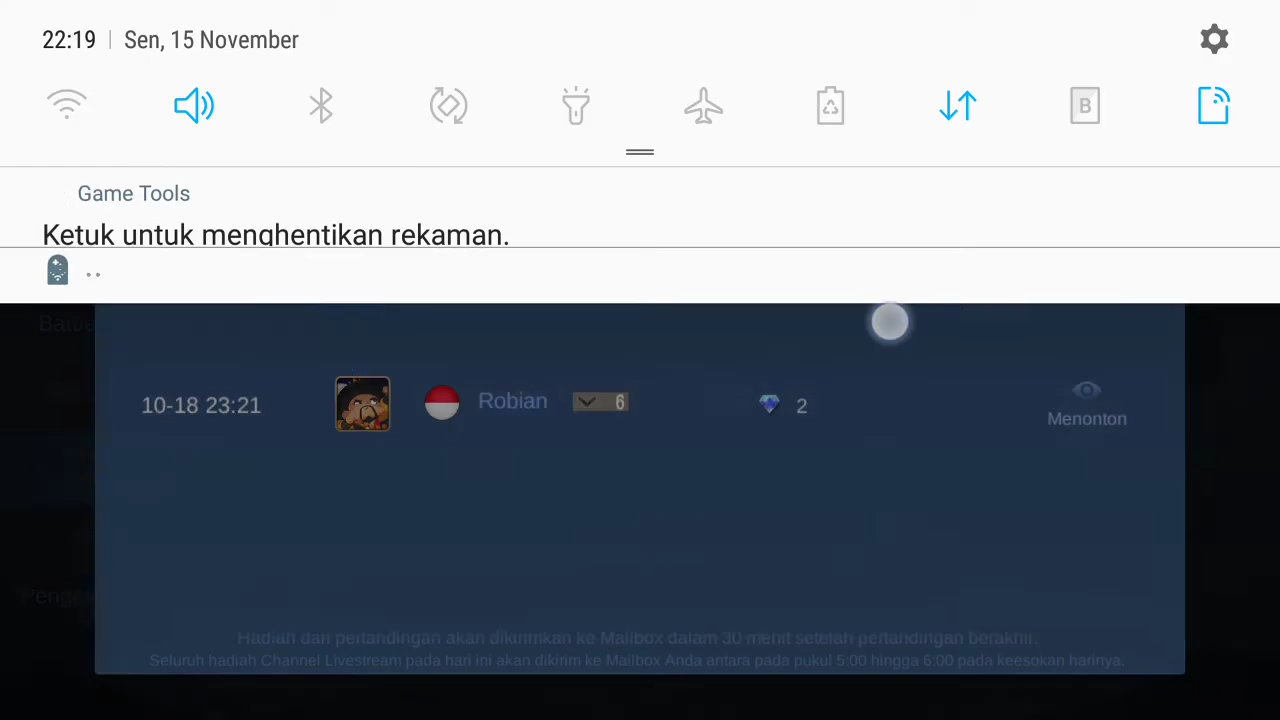 22:19 | Sen, 15 November
B
Game Tools
Ketuk untuk menghentikan rekaman.
10-18 23:21 Robian 6 2 Menonton
Hadiah dari pertandingan akan dikirimkan ke Mailbox dalam 30 menit setelah pertandingan berakhir.
Seluruh hadiah Channel Livestream pada hari ini akan dikirim ke Mailbox Anda antara pada pukul 5:00 hingga 6:00 pada keesokan harinya.